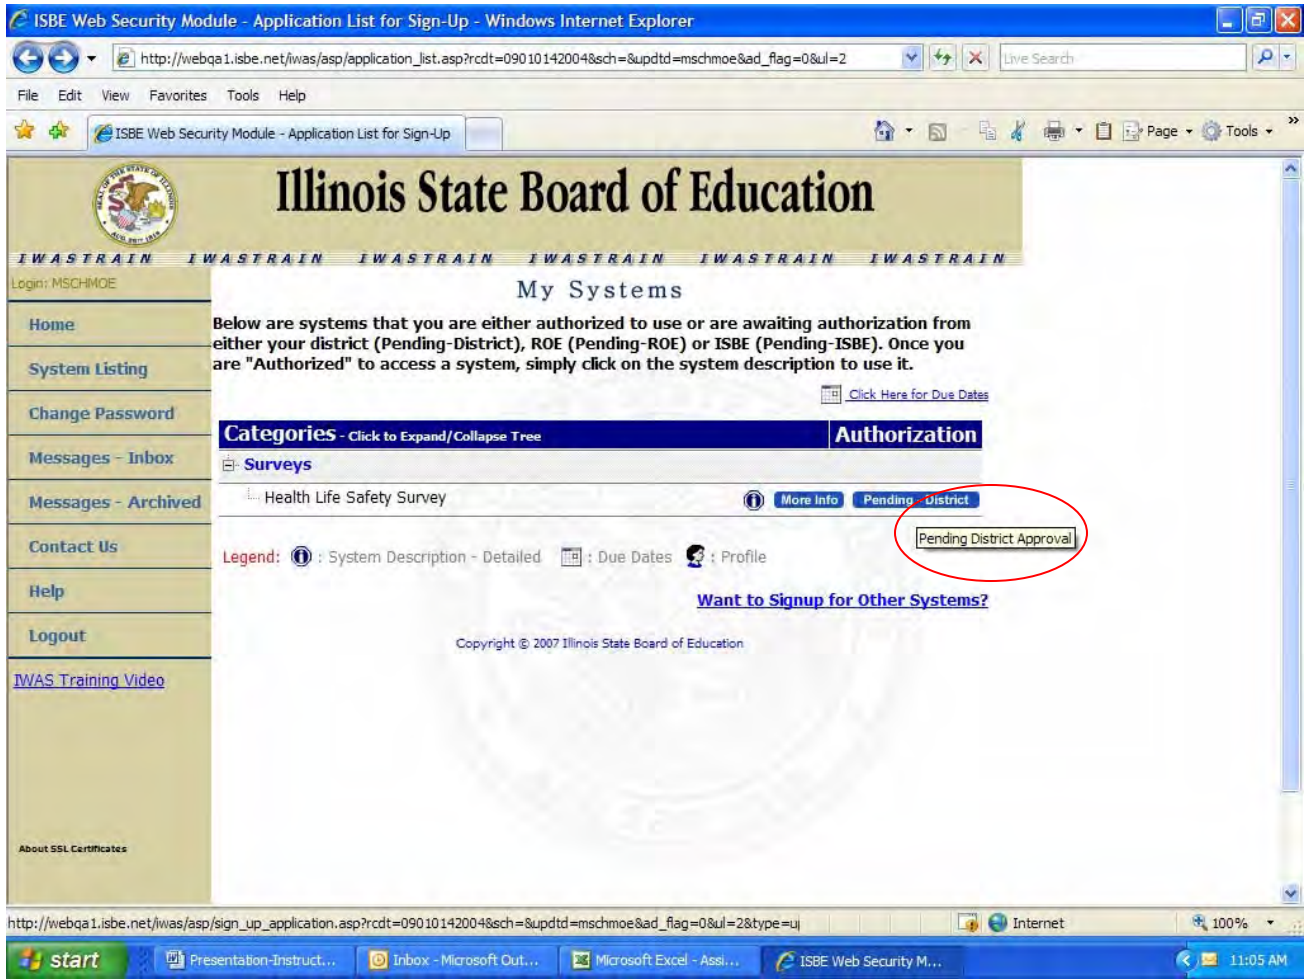 ISBE Web Security Module - Application List for Sign-Up - Windows Internet Explorer
http://webqa1.isbe.net/iwas/asp/application_list.asp?rcdt=09010142004&sch=&updtd=mschmoe&ad_flag=0&ul=2
Live Search
File Edit View Favorites Tools Help
ISBE Web Security Module - Application List for Sign-Up
Page Tools
Illinois State Board of Education
IWASTRAIN IWASTRAIN IWASTRAIN IWASTRAIN IWASTRAIN IWASTRAIN
Login: MSCHMOE
My Systems
Home
System Listing
Change Password
Messages - Inbox
Messages - Archived
Contact Us
Help
Logout
IWAS Training Video
About SSL Certificates
Below are systems that you are either authorized to use or are awaiting authorization from
either your district (Pending-District), ROE (Pending-ROE) or ISBE (Pending-ISBE). Once you
are "Authorized" to access a system, simply click on the system description to use it.
Click Here for Due Dates
Categories - Click to Expand/Collapse Tree Authorization
Surveys
Health Life Safety Survey More Info Pending - District
Pending District Approval
Legend: : System Description - Detailed : Due Dates : Profile
Want to Signup for Other Systems?
Copyright © 2007 Illinois State Board of Education
http://webqa1.isbe.net/iwas/asp/sign_up_application.asp?rcdt=09010142004&sch=&updtd=mschmoe&ad_flag=0&ul=2&type=u
Internet 100%
start Presentation-Instruct... Inbox - Microsoft Out... Microsoft Excel - Assi... ISBE Web Security M... 11:05 AM